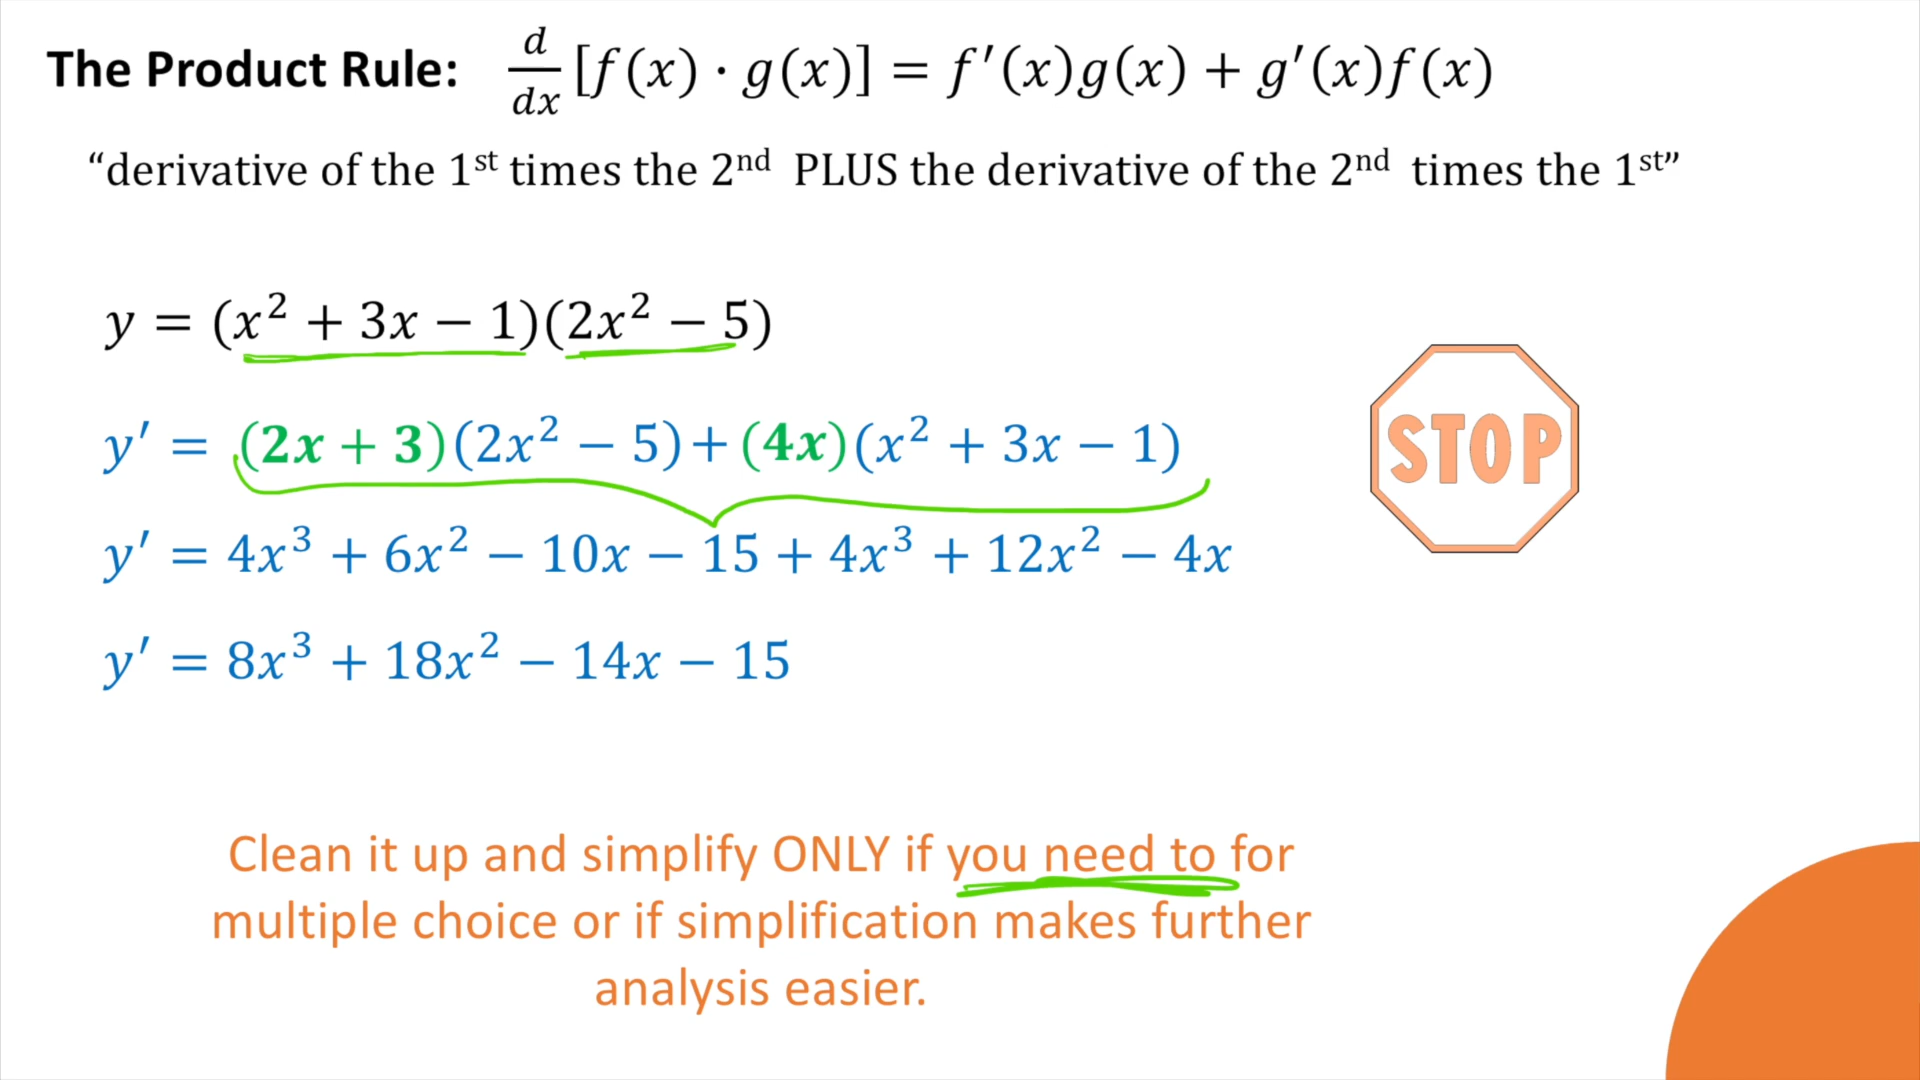 The Product Rule: d/dx [f(x) · g(x)] = f′(x)g(x) + g′(x)f(x)
“derivative of the 1ˢᵗ times the 2ⁿᵈ PLUS the derivative of the 2ⁿᵈ times the 1ˢᵗ”
y = (x² + 3x − 1)(2x² − 5)
y′ = (2x + 3)(2x² − 5) + (4x)(x² + 3x − 1)
STOP
y′ = 4x³ + 6x² − 10x − 15 + 4x³ + 12x² − 4x
y′ = 8x³ + 18x² − 14x − 15
Clean it up and simplify ONLY if you need to for
multiple choice or if simplification makes further
analysis easier.